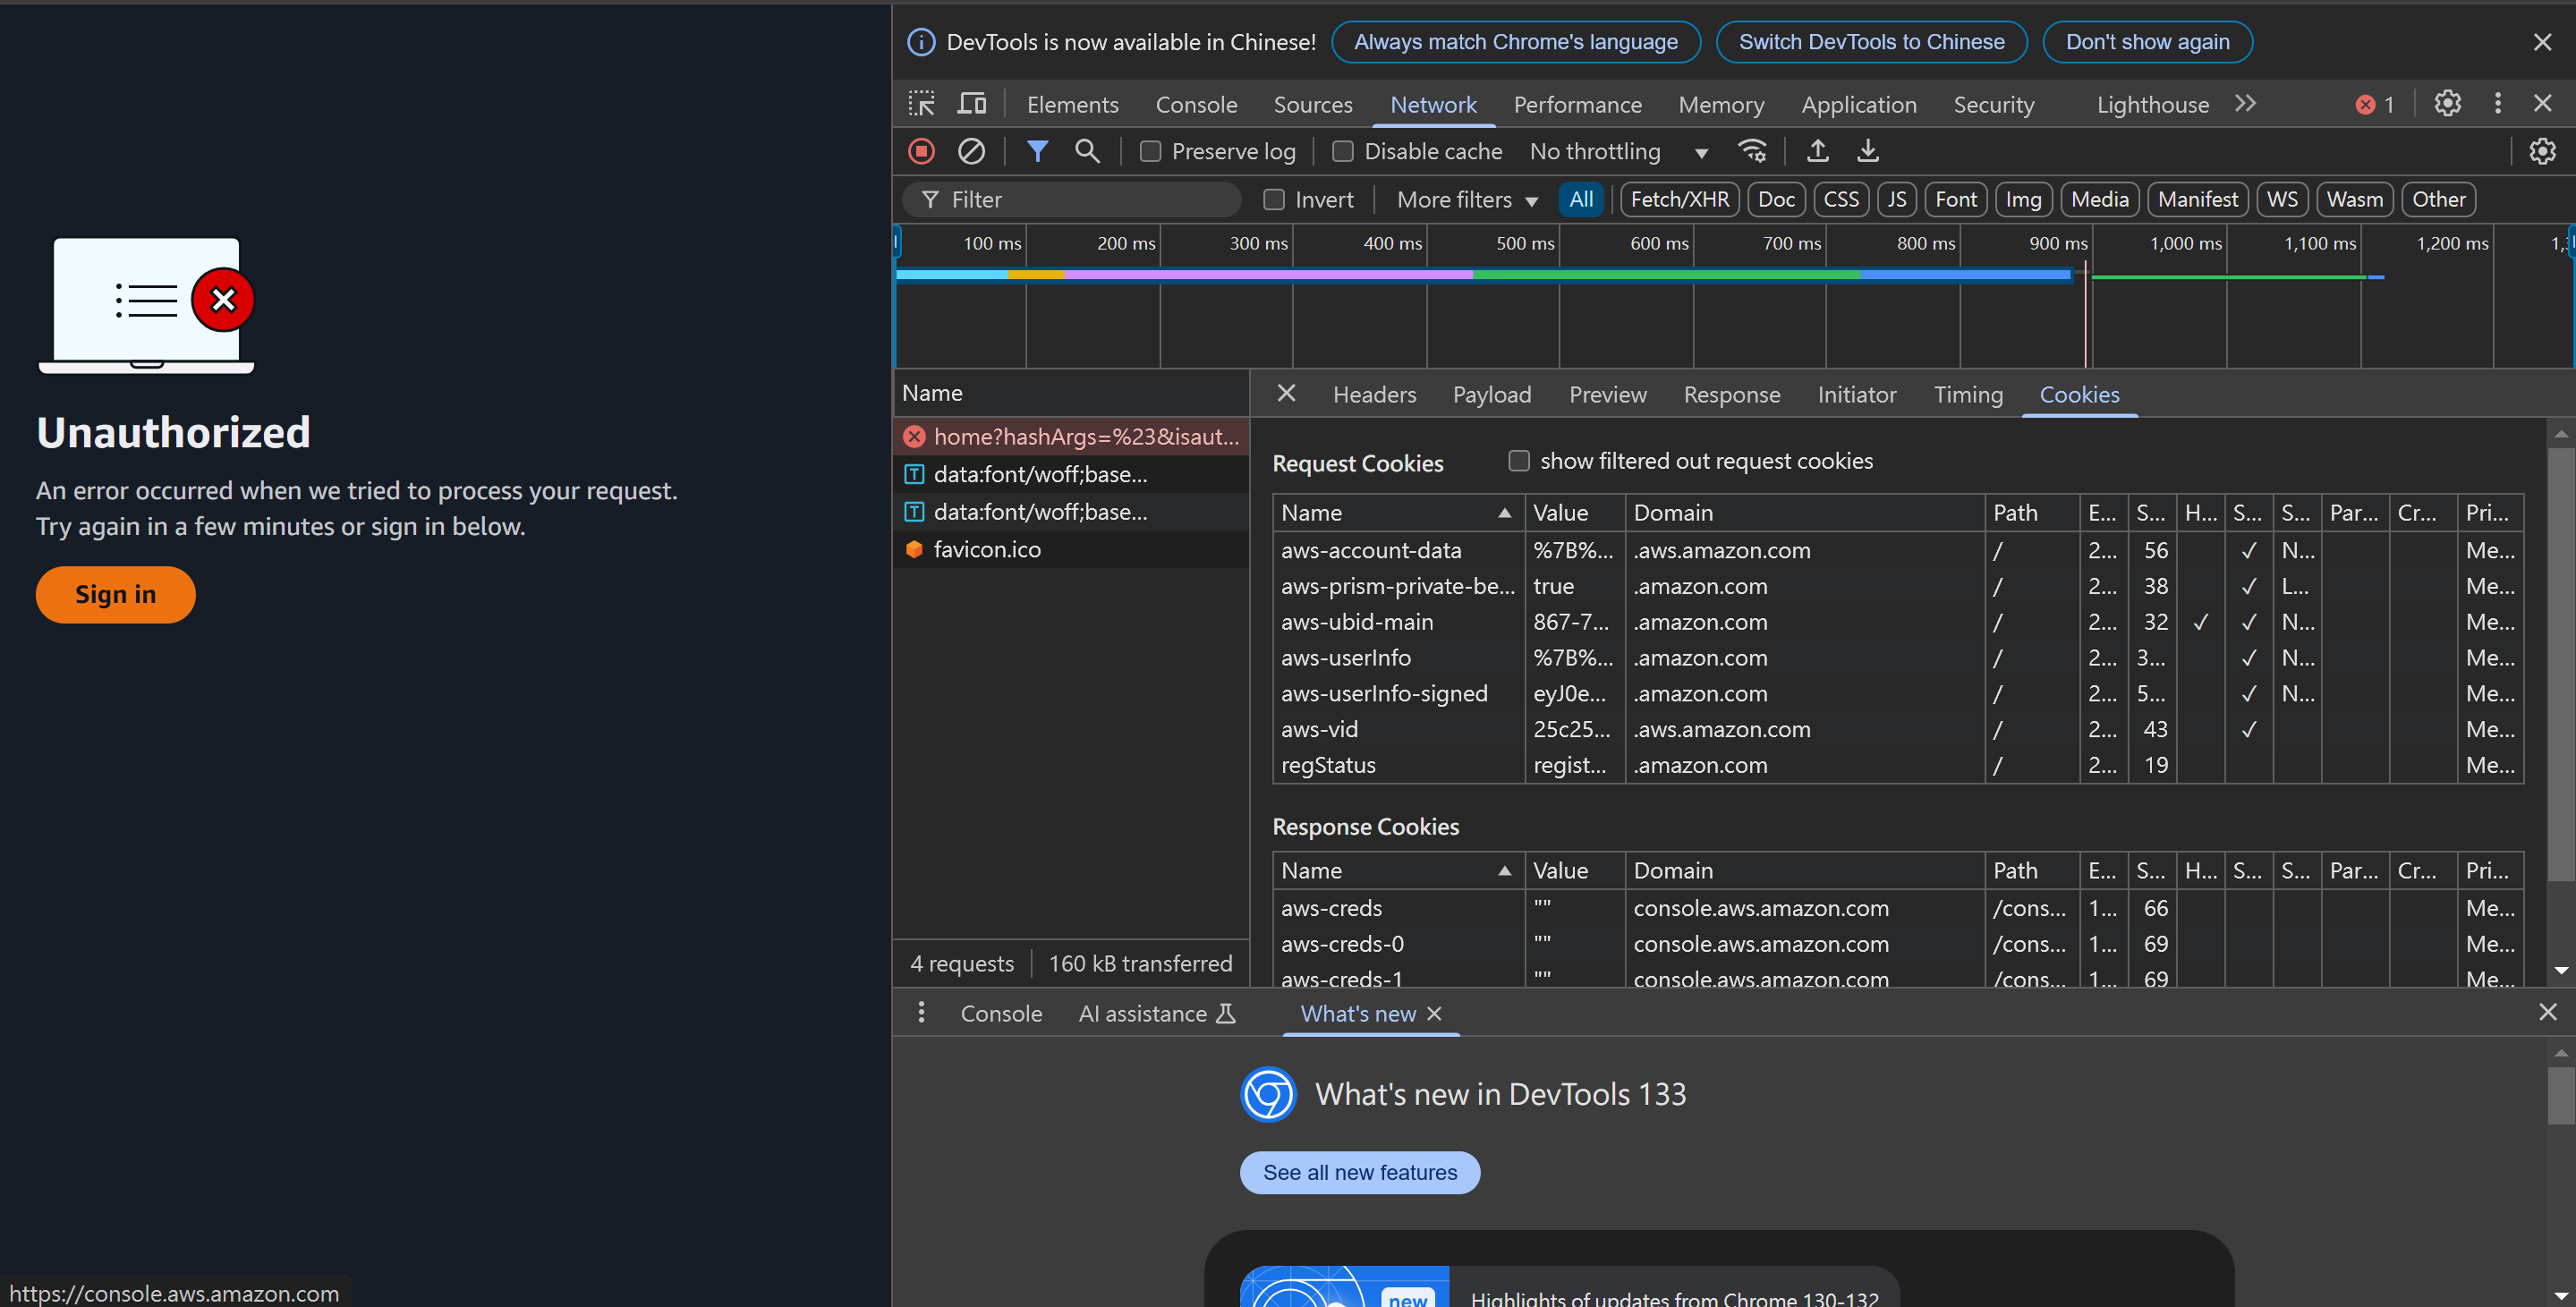 DevTools is now available in Chinese! Always match Chrome's language Switch DevTools to Chinese Don't show again
Elements Console Sources Network Performance Memory Application Security Lighthouse 1
Preserve log Disable cache No throttling
Filter Invert More filters All Fetch/XHR Doc CSS JS Font Img Media Manifest WS Wasm Other
100 ms 200 ms 300 ms 400 ms 500 ms 600 ms 700 ms 800 ms 900 ms 1,000 ms 1,100 ms 1,200 ms
Name
home?hashArgs=%23&isaut...
data:font/woff;base...
data:font/woff;base...
favicon.ico
4 requests 160 kB transferred
Headers Payload Preview Response Initiator Timing Cookies
Request Cookies show filtered out request cookies
Name Value Domain Path E... S... H... S... S... Par... Cr... Pri...
aws-account-data %7B%... .aws.amazon.com / 2... 56 ✓ N... Me...
aws-prism-private-be... true .amazon.com / 2... 38 ✓ L... Me...
aws-ubid-main 867-7... .amazon.com / 2... 32 ✓ ✓ N... Me...
aws-userInfo %7B%... .amazon.com / 2... 3... ✓ N... Me...
aws-userInfo-signed eyJ0e... .amazon.com / 2... 5... ✓ N... Me...
aws-vid 25c25... .aws.amazon.com / 2... 43 ✓ Me...
regStatus regist... .amazon.com / 2... 19 Me...
Response Cookies
Name Value Domain Path E... S... H... S... S... Par... Cr... Pri...
aws-creds "" console.aws.amazon.com /cons... 1... 66 Me...
aws-creds-0 "" console.aws.amazon.com /cons... 1... 69 Me...
aws-creds-1 "" console.aws.amazon.com /cons... 1... 69 Me...
Console AI assistance What's new
What's new in DevTools 133
See all new features
new
Highlights of updates from Chrome 130-132
Unauthorized
An error occurred when we tried to process your request.
Try again in a few minutes or sign in below.
Sign in
https://console.aws.amazon.com